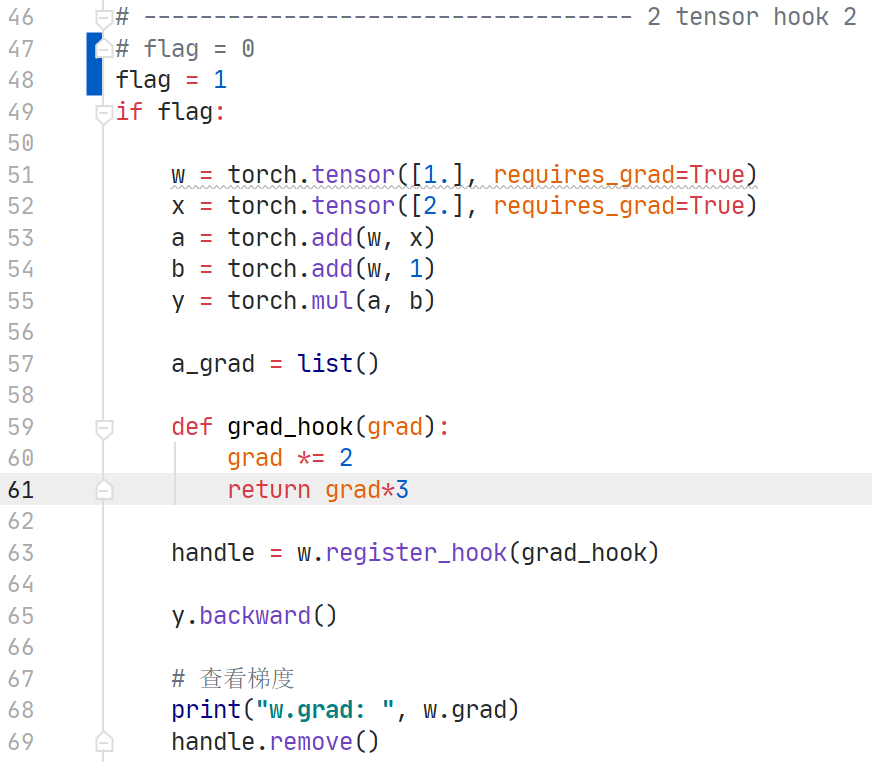 46 # ----------------------------------- 2 tensor hook 2
47 # flag = 0
48 flag = 1
49 if flag:
50
51     w = torch.tensor([1.], requires_grad=True)
52     x = torch.tensor([2.], requires_grad=True)
53     a = torch.add(w, x)
54     b = torch.add(w, 1)
55     y = torch.mul(a, b)
56
57     a_grad = list()
58
59     def grad_hook(grad):
60         grad *= 2
61         return grad*3
62
63     handle = w.register_hook(grad_hook)
64
65     y.backward()
66
67     # 查看梯度
68     print("w.grad: ", w.grad)
69     handle.remove()